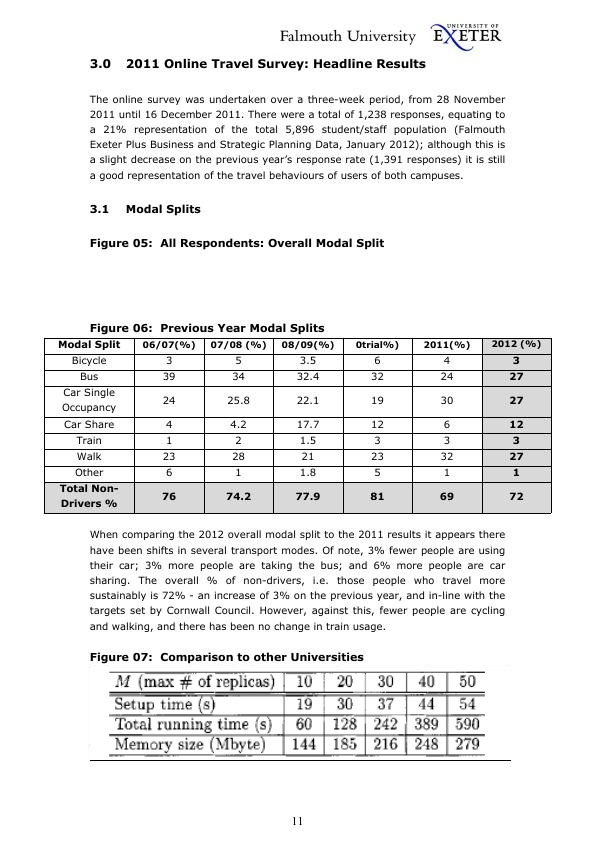 Falmouth University UNIVERSITY OF EXETER
3.0 2011 Online Travel Survey: Headline Results
The online survey was undertaken over a three-week period, from 28 November
2011 until 16 December 2011. There were a total of 1,238 responses, equating to
a 21% representation of the total 5,896 student/staff population (Falmouth
Exeter Plus Business and Strategic Planning Data, January 2012); although this is
a slight decrease on the previous year's response rate (1,391 responses) it is still
a good representation of the travel behaviours of users of both campuses.
3.1 Modal Splits
Figure 05: All Respondents: Overall Modal Split
Figure 06: Previous Year Modal Splits
Modal Split 06/07(%) 07/08 (%) 08/09(%) 0trial%) 2011(%) 2012 (%)
Bicycle 3 5 3.5 6 4 3
Bus 39 34 32.4 32 24 27
Car Single
Occupancy 24 25.8 22.1 19 30 27
Car Share 4 4.2 17.7 12 6 12
Train 1 2 1.5 3 3 3
Walk 23 28 21 23 32 27
Other 6 1 1.8 5 1 1
Total Non-
Drivers % 76 74.2 77.9 81 69 72
When comparing the 2012 overall modal split to the 2011 results it appears there
have been shifts in several transport modes. Of note, 3% fewer people are using
their car; 3% more people are taking the bus; and 6% more people are car
sharing. The overall % of non-drivers, i.e. those people who travel more
sustainably is 72% - an increase of 3% on the previous year, and in-line with the
targets set by Cornwall Council. However, against this, fewer people are cycling
and walking, and there has been no change in train usage.
Figure 07: Comparison to other Universities
M (max # of replicas) 10 20 30 40 50
Setup time (s) 19 30 37 44 54
Total running time (s) 60 128 242 389 590
Memory size (Mbyte) 144 185 216 248 279
11